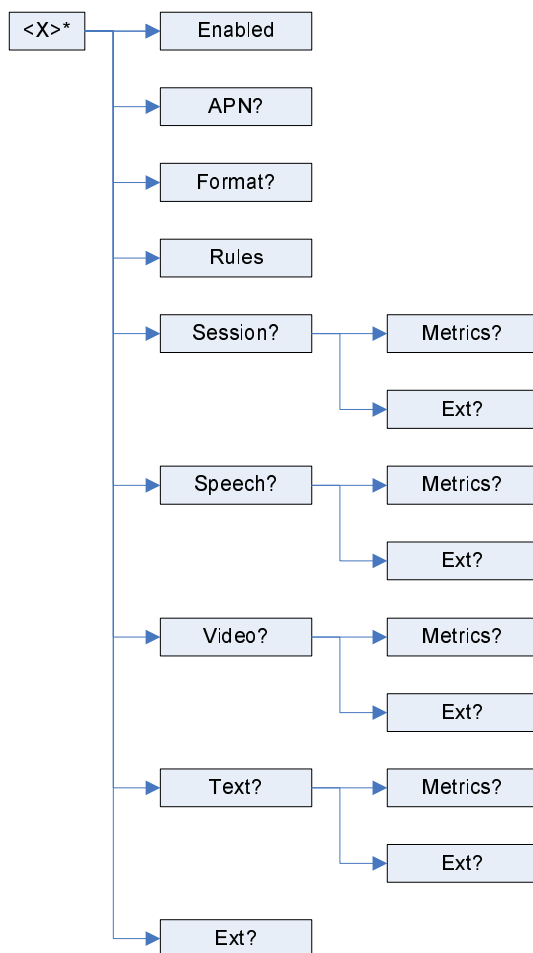 <X>*
Enabled
APN?
Format?
Rules
Session?
Metrics?
Ext?
Speech?
Metrics?
Ext?
Video?
Metrics?
Ext?
Text?
Metrics?
Ext?
Ext?